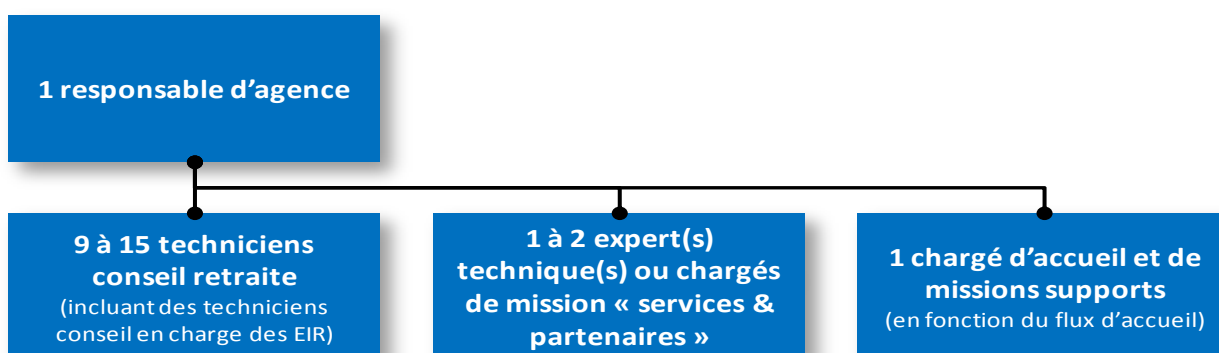 1 responsable d’agence
9 à 15 techniciens
conseil retraite
(incluant des techniciens
conseil en charge des EIR)
1 à 2 expert(s)
technique(s) ou chargés
de mission « services &
partenaires »
1 chargé d’accueil et de
missions supports
(en fonction du flux d’accueil)